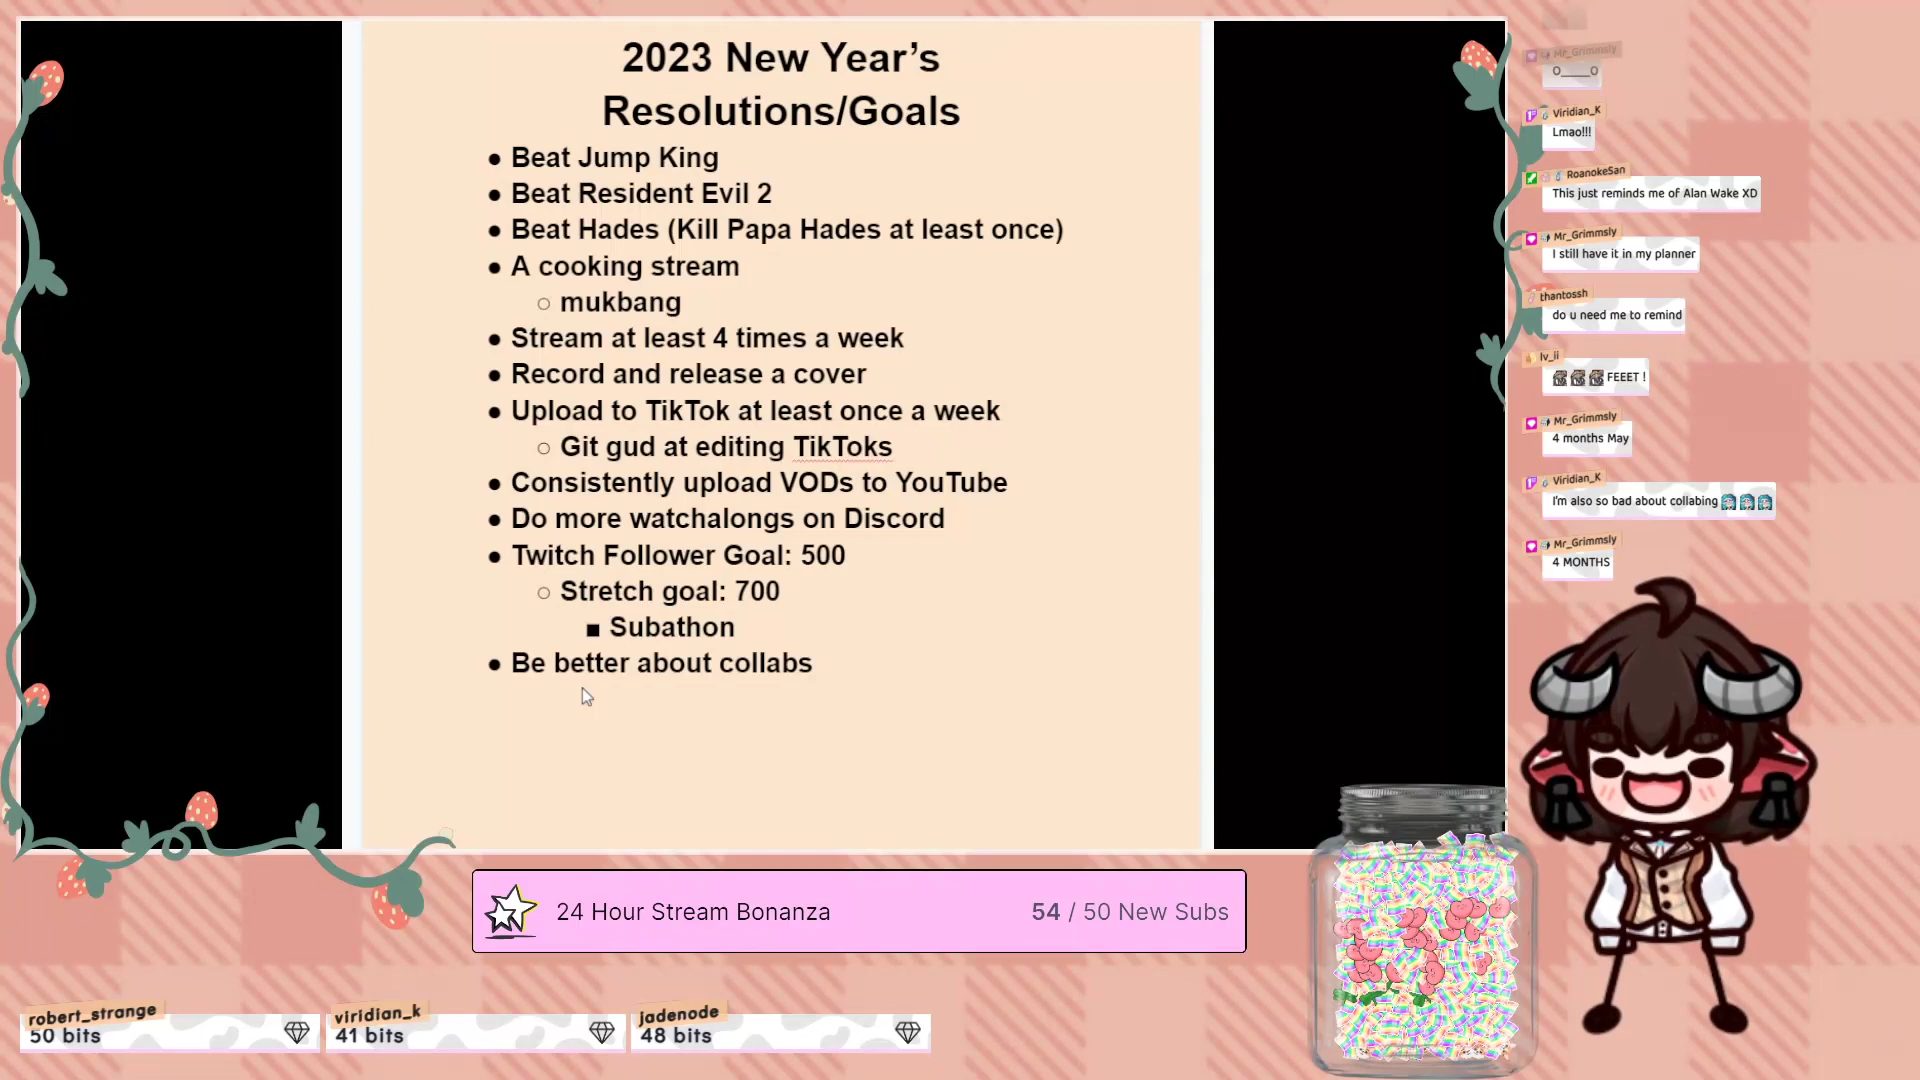 2023 New Year’s
Resolutions/Goals
● Beat Jump King
● Beat Resident Evil 2
● Beat Hades (Kill Papa Hades at least once)
● A cooking stream
○ mukbang
● Stream at least 4 times a week
● Record and release a cover
● Upload to TikTok at least once a week
○ Git gud at editing TikToks
● Consistently upload VODs to YouTube
● Do more watchalongs on Discord
● Twitch Follower Goal: 500
○ Stretch goal: 700
■ Subathon
● Be better about collabs
Mr_Grimmsly
O____O
Viridian_K
Lmao!!!
RoanokeSan
This just reminds me of Alan Wake XD
Mr_Grimmsly
I still have it in my planner
thantossh
do u need me to remind
lv_ii
FEEET !
Mr_Grimmsly
4 months May
Viridian_K
I'm also so bad about collabing
Mr_Grimmsly
4 MONTHS
24 Hour Stream Bonanza
54 / 50 New Subs
robert_strange
50 bits
viridian_k
41 bits
jadenode
48 bits